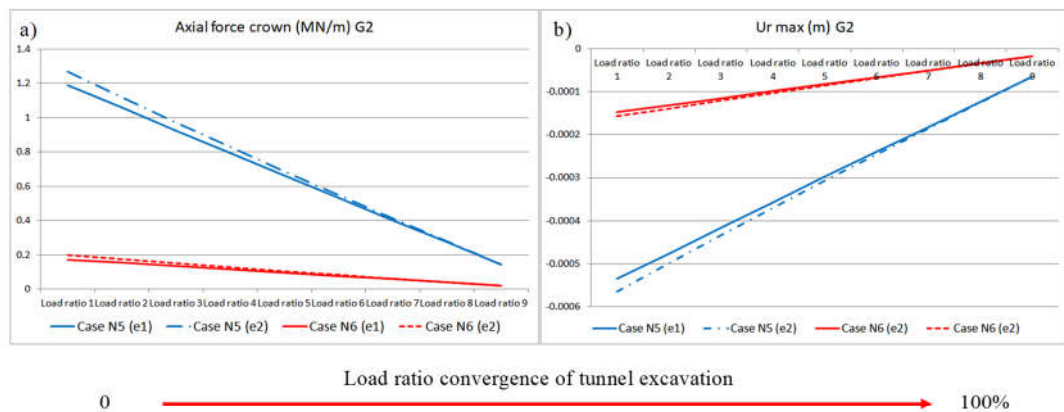 a)
Axial force crown (MN/m) G2
1.4
1.2
1
0.8
0.6
0.4
0.2
0
Load ratio 1 Load ratio 2 Load ratio 3 Load ratio 4 Load ratio 5 Load ratio 6 Load ratio 7 Load ratio 8 Load ratio 9
Case N5 (e1) Case N5 (e2) Case N6 (e1) Case N6 (e2)
b)
Ur max (m) G2
0
Load ratio Load ratio Load ratio Load ratio Load ratio Load ratio Load ratio Load ratio Load ratio
1 2 3 4 5 6 7 8 9
-0.0001
-0.0002
-0.0003
-0.0004
-0.0005
-0.0006
Case N5 (e1) Case N5 (e2) Case N6 (e2) Case N6 (e2)
Load ratio convergence of tunnel excavation
0 100%